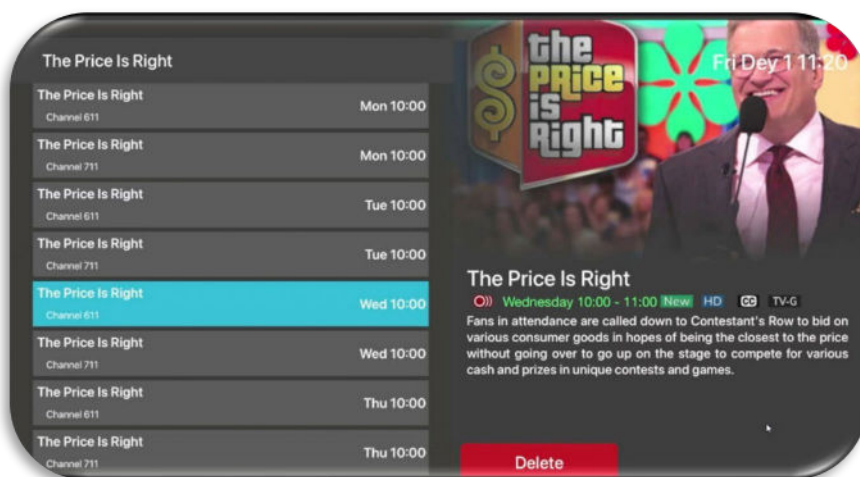 The Price Is Right
The Price Is Right
Channel 611
Mon 10:00
The Price Is Right
Channel 711
Mon 10:00
The Price Is Right
Channel 611
Tue 10:00
The Price Is Right
Channel 711
Tue 10:00
The Price Is Right
Channel 611
Wed 10:00
The Price Is Right
Channel 711
Wed 10:00
The Price Is Right
Channel 611
Thu 10:00
The Price Is Right
Channel 711
Thu 10:00
the
PRiCe
is
Right
Fri Dey 1 11:20
The Price Is Right
Wednesday 10:00 - 11:00 New HD CC TV-G
Fans in attendance are called down to Contestant's Row to bid on
various consumer goods in hopes of being the closest to the price
without going over to go up on the stage to compete for various
cash and prizes in unique contests and games.
Delete